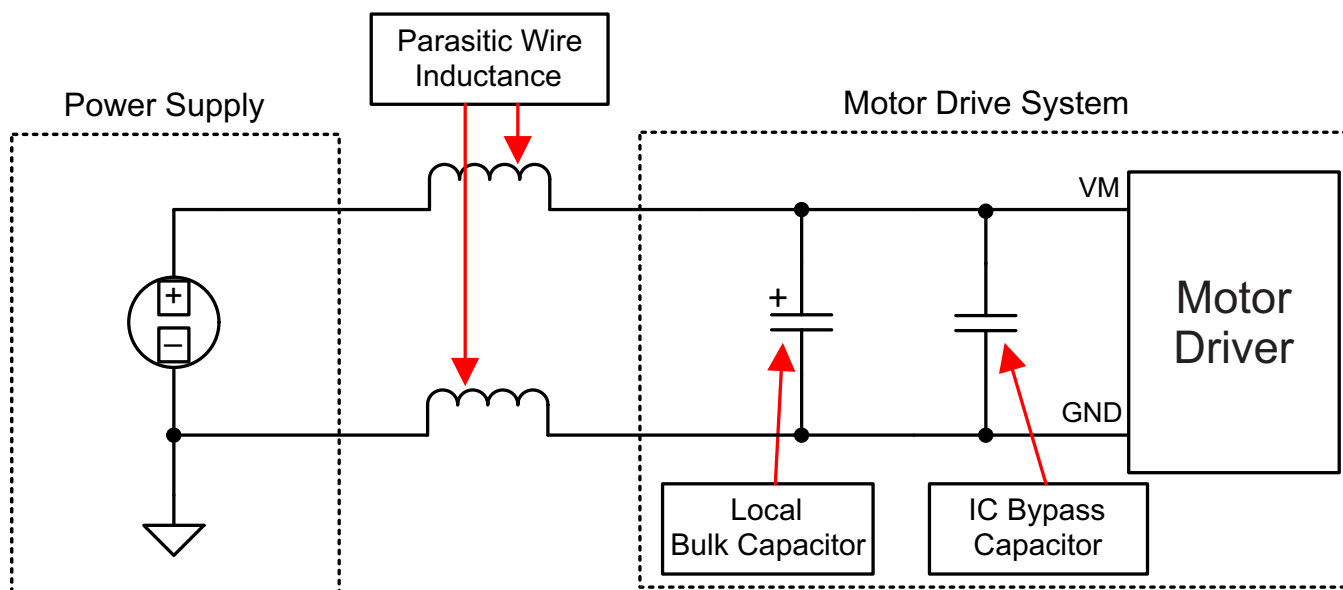 Parasitic Wire
Inductance
Power Supply
Motor Drive System
VM
+
−
+
Motor
Driver
GND
Local
Bulk Capacitor
IC Bypass
Capacitor